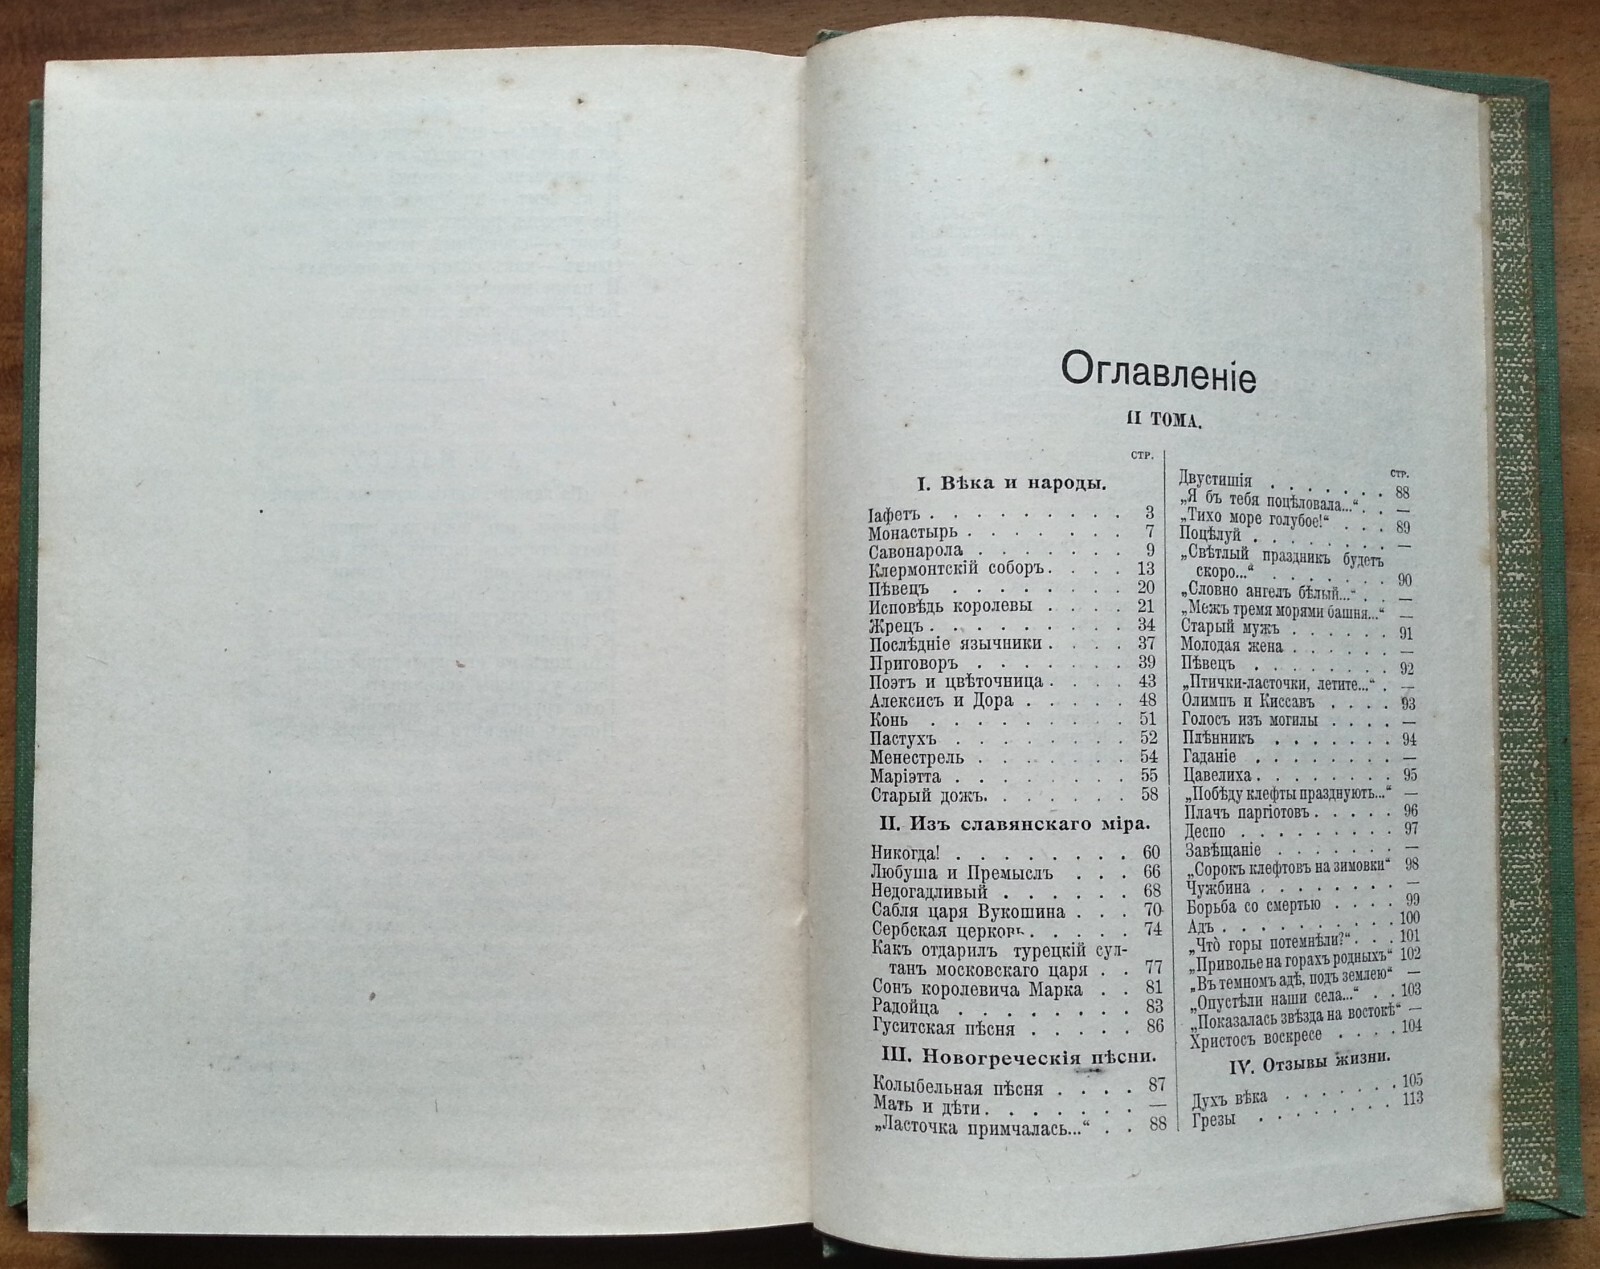 Оглавленіе
II ТОМА.
СТР.
I. Вѣка и народы.
Іафетъ . . . . . . . . . 3
Монастырь . . . . . . . 7
Савонарола . . . . . . . 9
Клермонтскій соборъ . . . . 13
Пѣвецъ . . . . . . . . 20
Исповѣдь королевы . . . . 21
Жрецъ . . . . . . . . . 34
Послѣдніе язычники . . . . 37
Приговоръ . . . . . . . 39
Поэтъ и цвѣточница . . . . 43
Алексисъ и Дора . . . . . 48
Конь . . . . . . . . . 51
Пастухъ . . . . . . . . 52
Менестрель . . . . . . . 54
Маріэтта . . . . . . . . 55
Старый дожъ. . . . . . . 58
II. Изъ славянскаго міра.
Никогда! . . . . . . . . 60
Любуша и Премыслъ . . . 66
Недогадливый . . . . . . 68
Сабля царя Вукошина . . . 70
Сербская церковь . . . . . 74
Какъ отдарилъ турецкій сул-
танъ московскаго царя . . 77
Сонъ королевича Марка . . 81
Радойца . . . . . . . . 83
Гуситская пѣсня . . . . . 86
III. Новогреческія пѣсни.
Колыбельная пѣсня . . . . 87
Мать и дѣти. . . . . . . —
„Ласточка примчалась...“ . . 88
СТР.
Двустишія . . . . . . . 88
„Я бъ тебя поцѣловала...“ . . —
„Тихо море голубое!“ . . . 89
Поцѣлуй . . . . . . . . —
„Свѣтлый праздникъ будетъ
скоро...“ . . . . . . . 90
„Словно ангелъ бѣлый...“ . . —
„Межъ тремя морями башня...“ —
Старый мужъ . . . . . . 91
Молодая жена . . . . . . —
Пѣвецъ . . . . . . . . 92
„Птички-ласточки, летите...“ . —
Олимпъ и Киссавъ . . . . 93
Голосъ изъ могилы . . . . —
Плѣнникъ . . . . . . . 94
Гаданіе . . . . . . . . —
Цавелиха . . . . . . . . 95
„Побѣду клефты празднують...“ —
Плачъ паргіотовъ . . . . . 96
Деспо . . . . . . . . . 97
Завѣщаніе . . . . . . . —
„Сорокъ клефтовъ на зимовки“ 98
Чужбина . . . . . . . . —
Борьба со смертью . . . . 99
Адъ . . . . . . . . . . 100
„Что̀ горы потемнѣли?“ . . . 101
„Приволье на горахъ родныхъ“ 102
„Въ темномъ адѣ, подъ землею“ —
„Опустѣли наши села...“ . . 103
„Показалась звѣзда на востокѣ“ —
Христосъ воскресе . . . . 104
IV. Отзывы жизни.
Духъ вѣка . . . . . . . 105
Грезы . . . . . . . . . 113